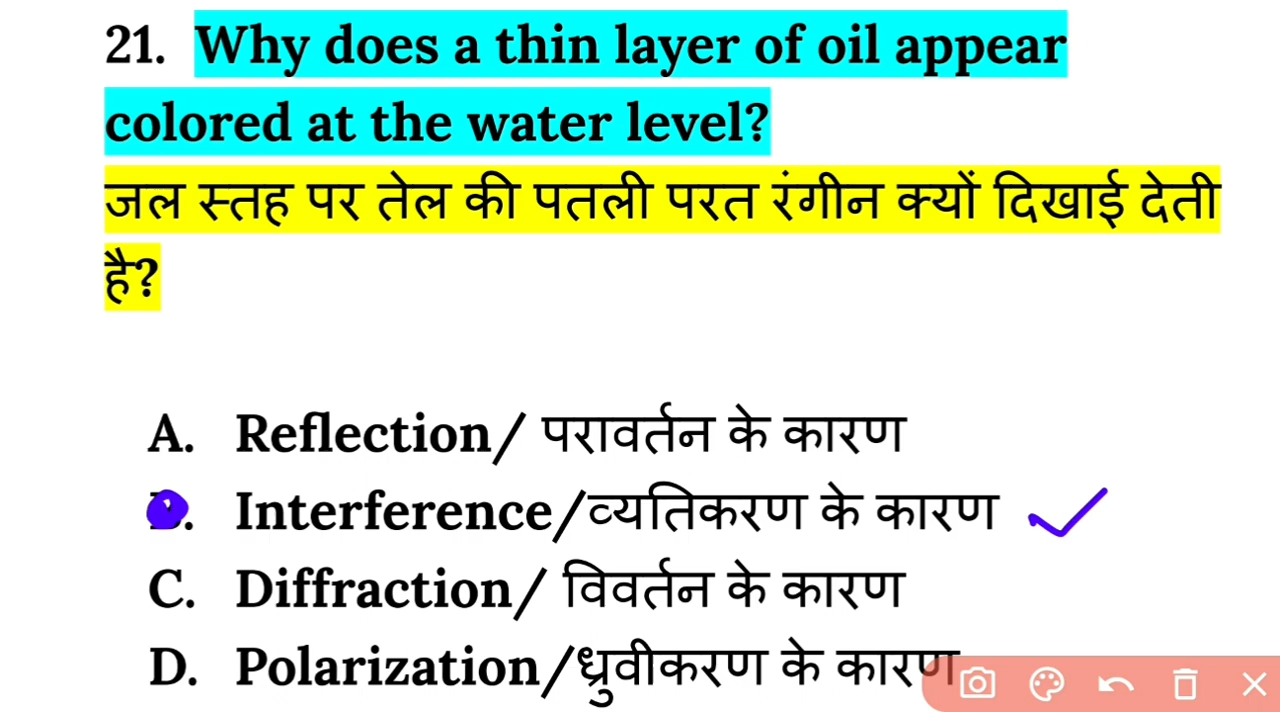 21. Why does a thin layer of oil appear
colored at the water level?
जल स्तह पर तेल की पतली परत रंगीन क्यों दिखाई देती
है?
A. Reflection/ परावर्तन के कारण
B. Interference/व्यतिकरण के कारण
C. Diffraction/ विवर्तन के कारण
D. Polarization/ध्रुवीकरण के कारण